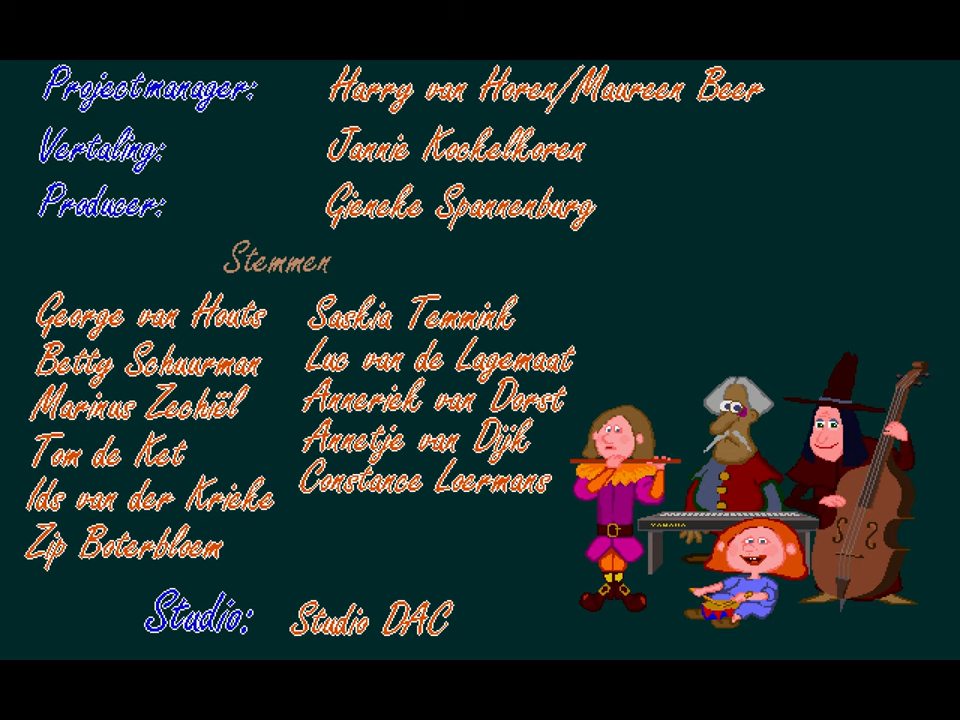 Projectmanager: Harry van Horen/Maureen Beer
Vertaling: Jannie Kockelkoren
Producer: Gieneke Spannenburg
Stemmen
George van Houts
Betty Schuurman
Marinus Zechiël
Tom de Ket
Ids van der Krieke
Zip Boterbloem
Saskia Temmink
Luc van de Lagemaat
Anneriek van Dorst
Annetje van Dijk
Constance Loermans
YAMAHA
Studio: Studio DAC